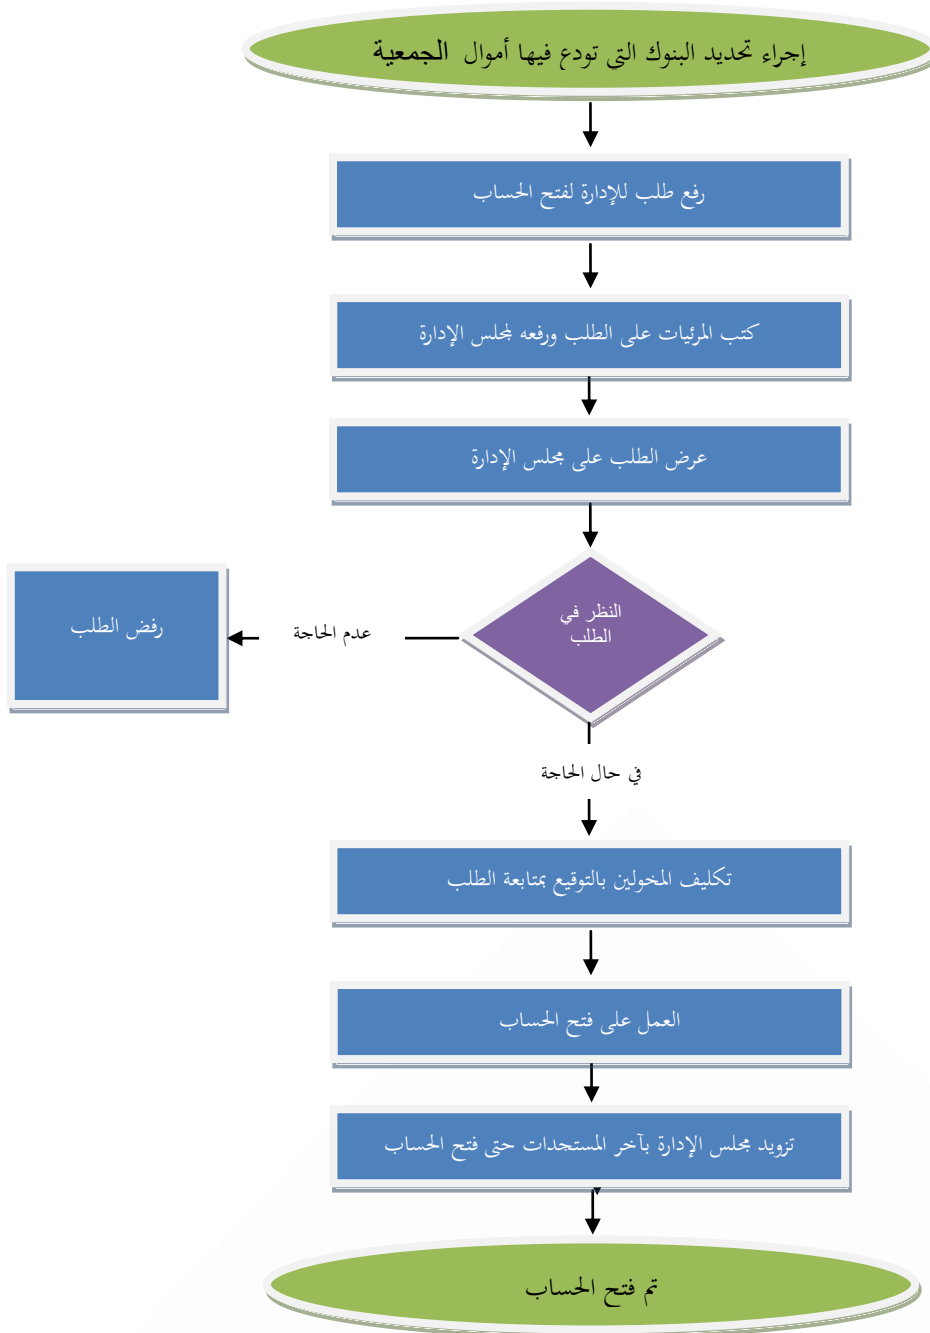 إجراء تحديد البنوك التي تودع فيها أموال الجمعية
رفع طلب للإدارة لفتح الحساب
كتب المرئيات على الطلب ورفعه لمجلس الإدارة
عرض الطلب على مجلس الإدارة
النظر في
الطلب
عدم الحاجة
رفض الطلب
في حال الحاجة
تكليف المخولين بالتوقيع بمتابعة الطلب
العمل على فتح الحساب
تزويد مجلس الإدارة بآخر المستجدات حتى فتح الحساب
تم فتح الحساب